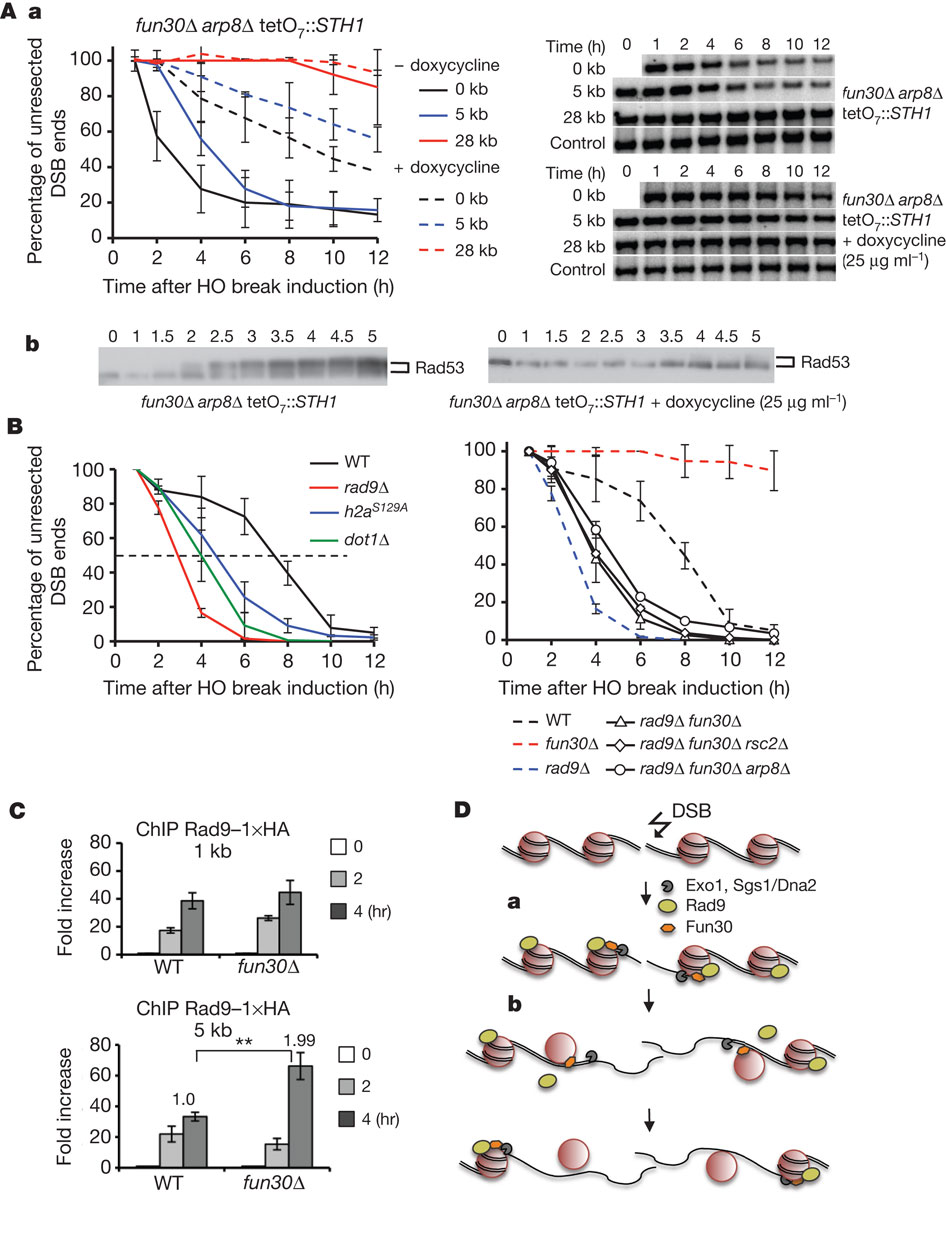 A a
fun30Δ arp8Δ tetO7::STH1
Percentage of unresected
DSB ends
100
80
60
40
20
0
0 1 2 3 4 5 6 7 8 9 10 11 12
Time after HO break induction (h)
− doxycycline
0 kb
5 kb
28 kb
+ doxycycline
0 kb
5 kb
28 kb
Time (h) 0 1 2 4 6 8 10 12
0 kb
5 kb
28 kb
Control
fun30Δ arp8Δ
tetO7::STH1
Time (h) 0 1 2 4 6 8 10 12
0 kb
5 kb
28 kb
Control
fun30Δ arp8Δ
tetO7::STH1
+ doxycycline
(25 μg ml–1)
b
0 1 1.5 2 2.5 3 3.5 4 4.5 5
Rad53
fun30Δ arp8Δ tetO7::STH1
0 1 1.5 2 2.5 3 3.5 4 4.5 5
Rad53
fun30Δ arp8Δ tetO7::STH1 + doxycycline (25 μg ml–1)
B
Percentage of unresected
DSB ends
100
80
60
40
20
0
0 2 4 6 8 10 12
Time after HO break induction (h)
WT
rad9Δ
h2aS129A
dot1Δ
100
80
60
40
20
0
0 2 4 6 8 10 12
Time after HO break induction (h)
WT
fun30Δ
rad9Δ
rad9Δ fun30Δ
rad9Δ fun30Δ rsc2Δ
rad9Δ fun30Δ arp8Δ
C
ChIP Rad9–1×HA
1 kb
Fold increase
80
60
40
20
0
WT
fun30Δ
0
2
4 (hr)
ChIP Rad9–1×HA
5 kb
Fold increase
80
60
40
20
0
1.0
**
1.99
WT
fun30Δ
0
2
4 (hr)
D
DSB
Exo1, Sgs1/Dna2
Rad9
Fun30
a
b